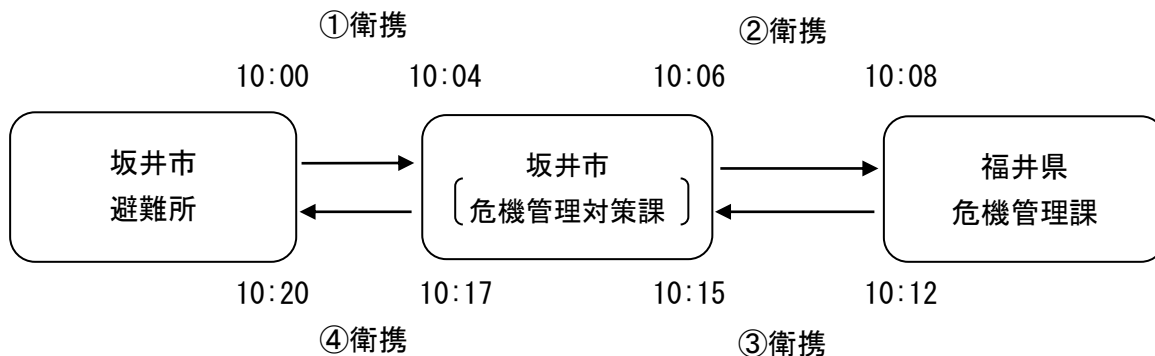 ①衛携
②衛携
10:00
10:04
10:06
10:08
坂井市
避難所
坂井市
危機管理対策課
福井県
危機管理課
10:20
10:17
10:15
10:12
④衛携
③衛携